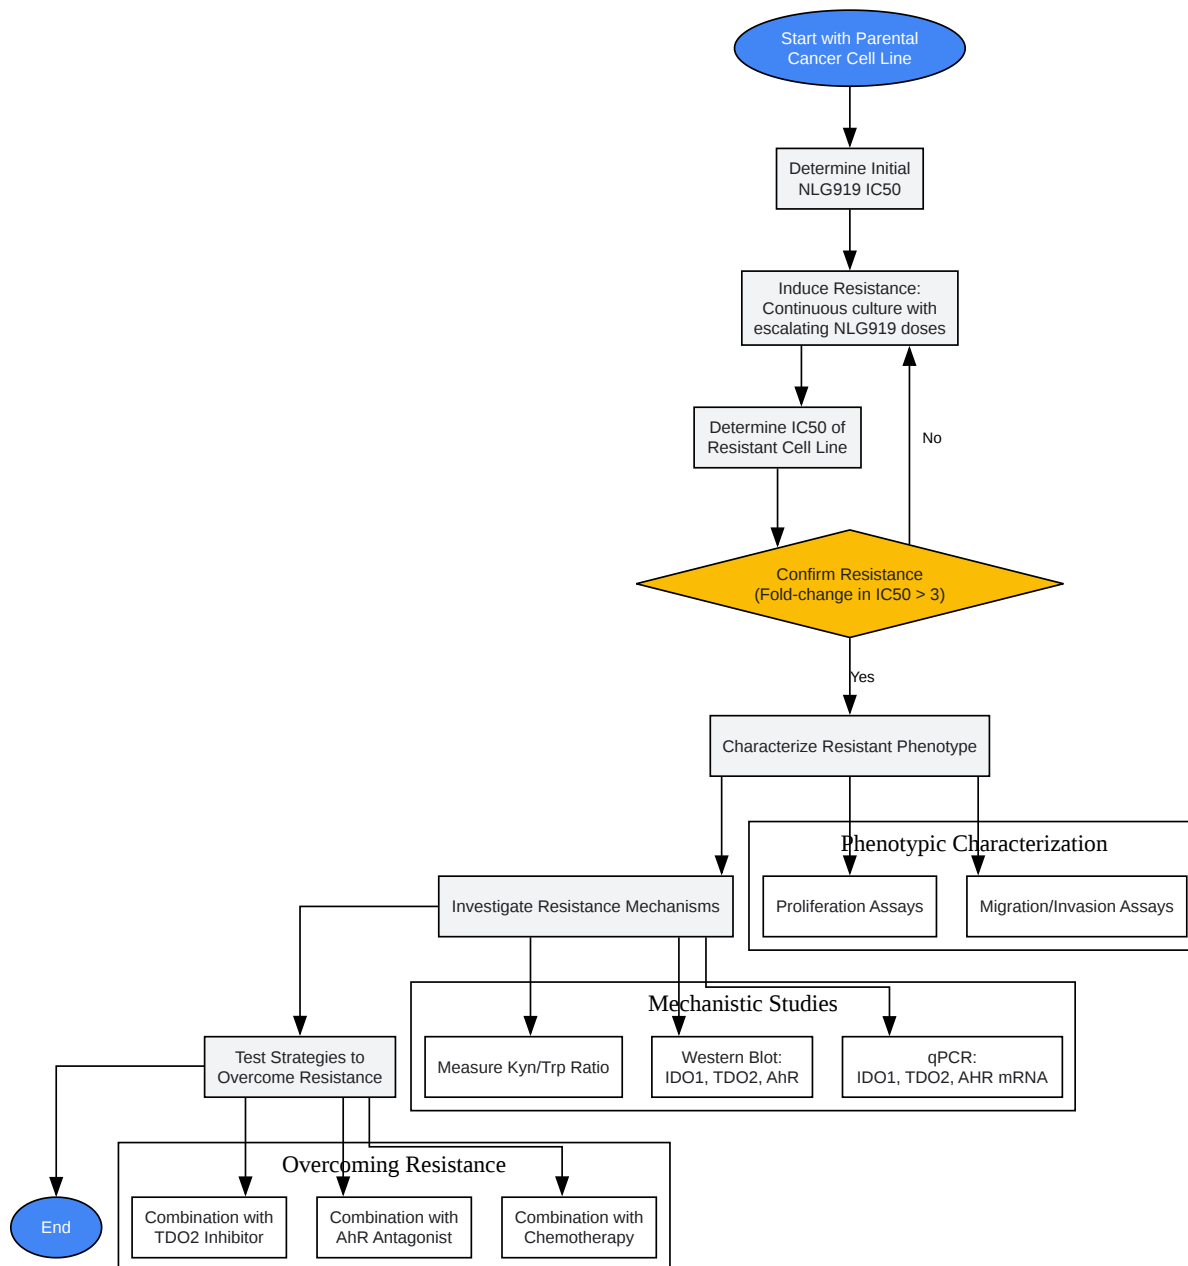 Start with Parental
Cancer Cell Line
Determine Initial
NLG919 IC50
Induce Resistance:
Continuous culture with
escalating NLG919 doses
Determine IC50 of
Resistant Cell Line
No
Confirm Resistance
(Fold-change in IC50 > 3)
Yes
Characterize Resistant Phenotype
Phenotypic Characterization
Investigate Resistance Mechanisms
Proliferation Assays
Migration/Invasion Assays
Mechanistic Studies
Test Strategies to
Overcome Resistance
Measure Kyn/Trp Ratio
Western Blot:
IDO1, TDO2, AhR
qPCR:
IDO1, TDO2, AHR mRNA
Overcoming Resistance
End
Combination with
TDO2 Inhibitor
Combination with
AhR Antagonist
Combination with
Chemotherapy